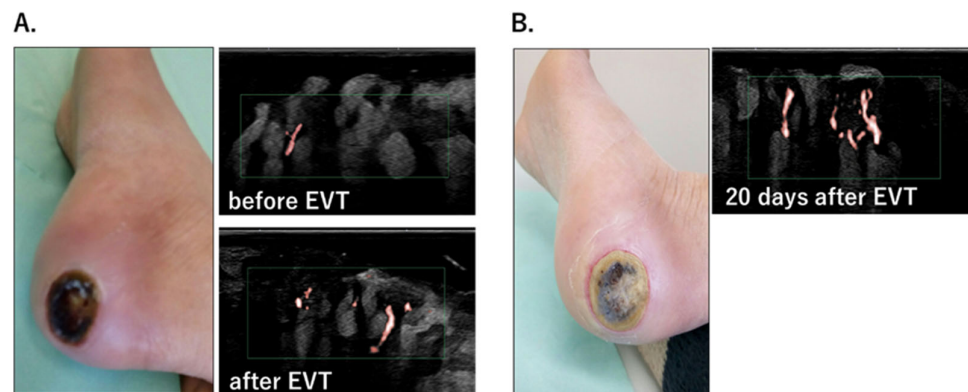 A.
B.
before EVT
20 days after EVT
after EVT